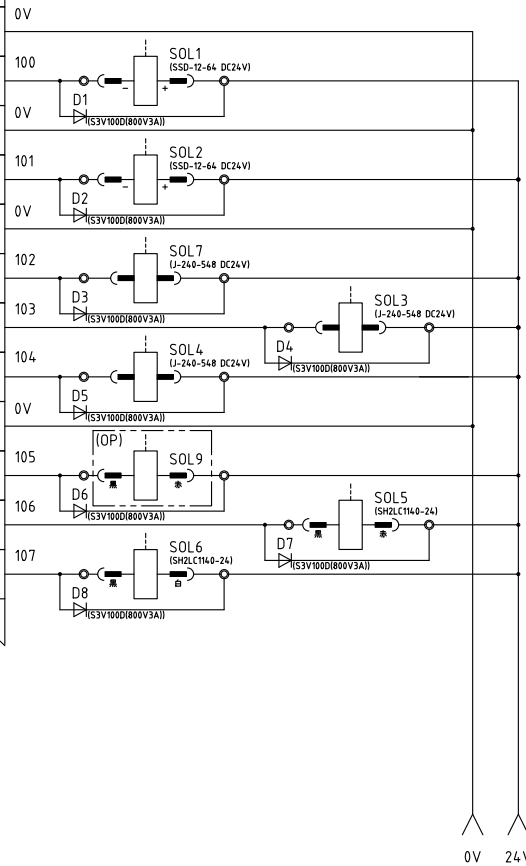 0V
100
SOL1
(SSD-12-64 DC24V)
- +
D1
(S3V100D(800V3A))
0V
101
SOL2
(SSD-12-64 DC24V)
- +
D2
(S3V100D(800V3A))
0V
102
SOL7
(J-240-548 DC24V)
D3
(S3V100D(800V3A))
103
SOL3
(J-240-548 DC24V)
D4
(S3V100D(800V3A))
104
SOL4
(J-240-548 DC24V)
D5
(S3V100D(800V3A))
0V
(OP)
105
SOL9
黒 赤
D6
(S3V100D(800V3A))
106
SOL5
(SH2LC1140-24)
黒 赤
D7
(S3V100D(800V3A))
107
SOL6
(SH2LC1140-24)
黒 白
D8
(S3V100D(800V3A))
0V 24V